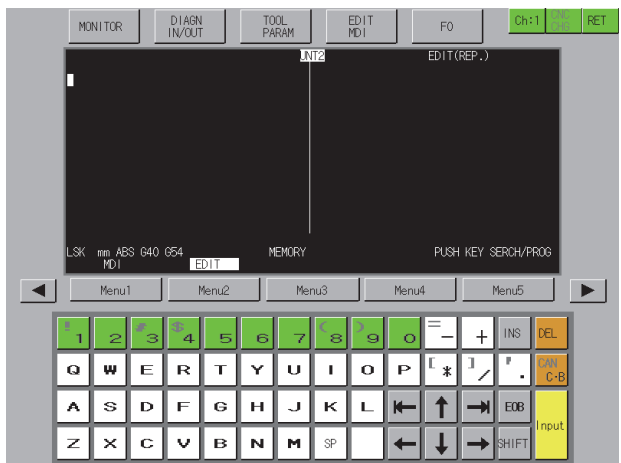 MONITOR DIAGN IN/OUT TOOL PARAM EDIT MDI F0 Ch:1 CNC CHG RET
UNT2 EDIT(REP.)
LSK mm ABS G40 G54 MEMORY PUSH KEY SERCH/PROG
MDI EDIT
Menu1 Menu2 Menu3 Menu4 Menu5
! 1 2 # 3 $ 4 5 6 7 ( 8 ) 9 0 = - + INS DEL
Q W E R T Y U I O P [ * ] / ' . CAN C·B
A S D F G H J K L EOB Input
Z X C V B N M SP SHIFT